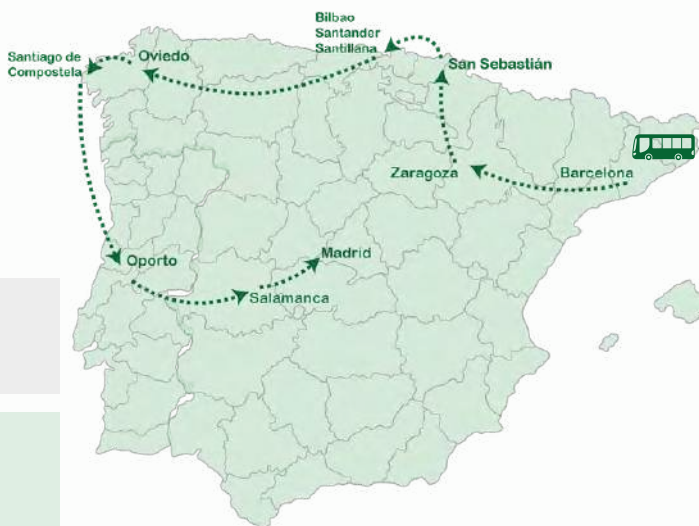 Bilbao
Santander
Santillana
Oviedo
Santiago de
Compostela
San Sebastián
Zaragoza
Barcelona
Oporto
Madrid
Salamanca